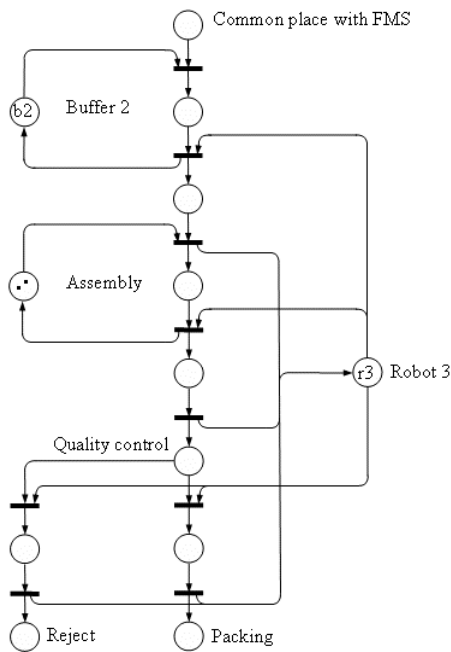 Common place with FMS
b2
Buffer 2
Assembly
r3
Robot 3
Quality control
Reject
Packing